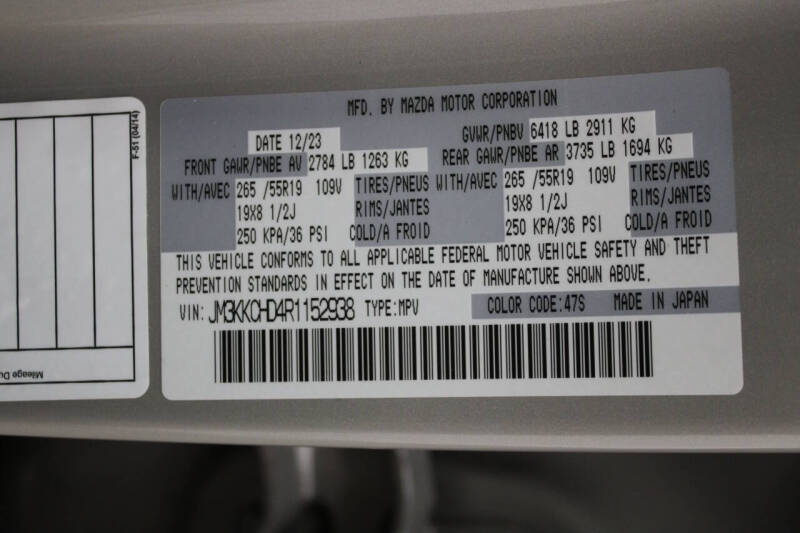 MFD. BY MAZDA MOTOR CORPORATION
DATE 12/23 GVWR/PNBV 6418 LB 2911 KG
FRONT GAWR/PNBE AV 2784 LB 1263 KG REAR GAWR/PNBE AR 3735 LB 1694 KG
WITH/AVEC 265 /55R19 109V TIRES/PNEUS WITH/AVEC 265 /55R19 109V TIRES/PNEUS
19X8 1/2J RIMS/JANTES 19X8 1/2J RIMS/JANTES
250 KPA/36 PSI COLD/A FROID 250 KPA/36 PSI COLD/A FROID
THIS VEHICLE CONFORMS TO ALL APPLICABLE FEDERAL MOTOR VEHICLE SAFETY AND THEFT
PREVENTION STANDARDS IN EFFECT ON THE DATE OF MANUFACTURE SHOWN ABOVE.
VIN: JM3KKCHD4R1152938 TYPE:MPV COLOR CODE:47S MADE IN JAPAN
F-51 (04/14)
Mileage Du